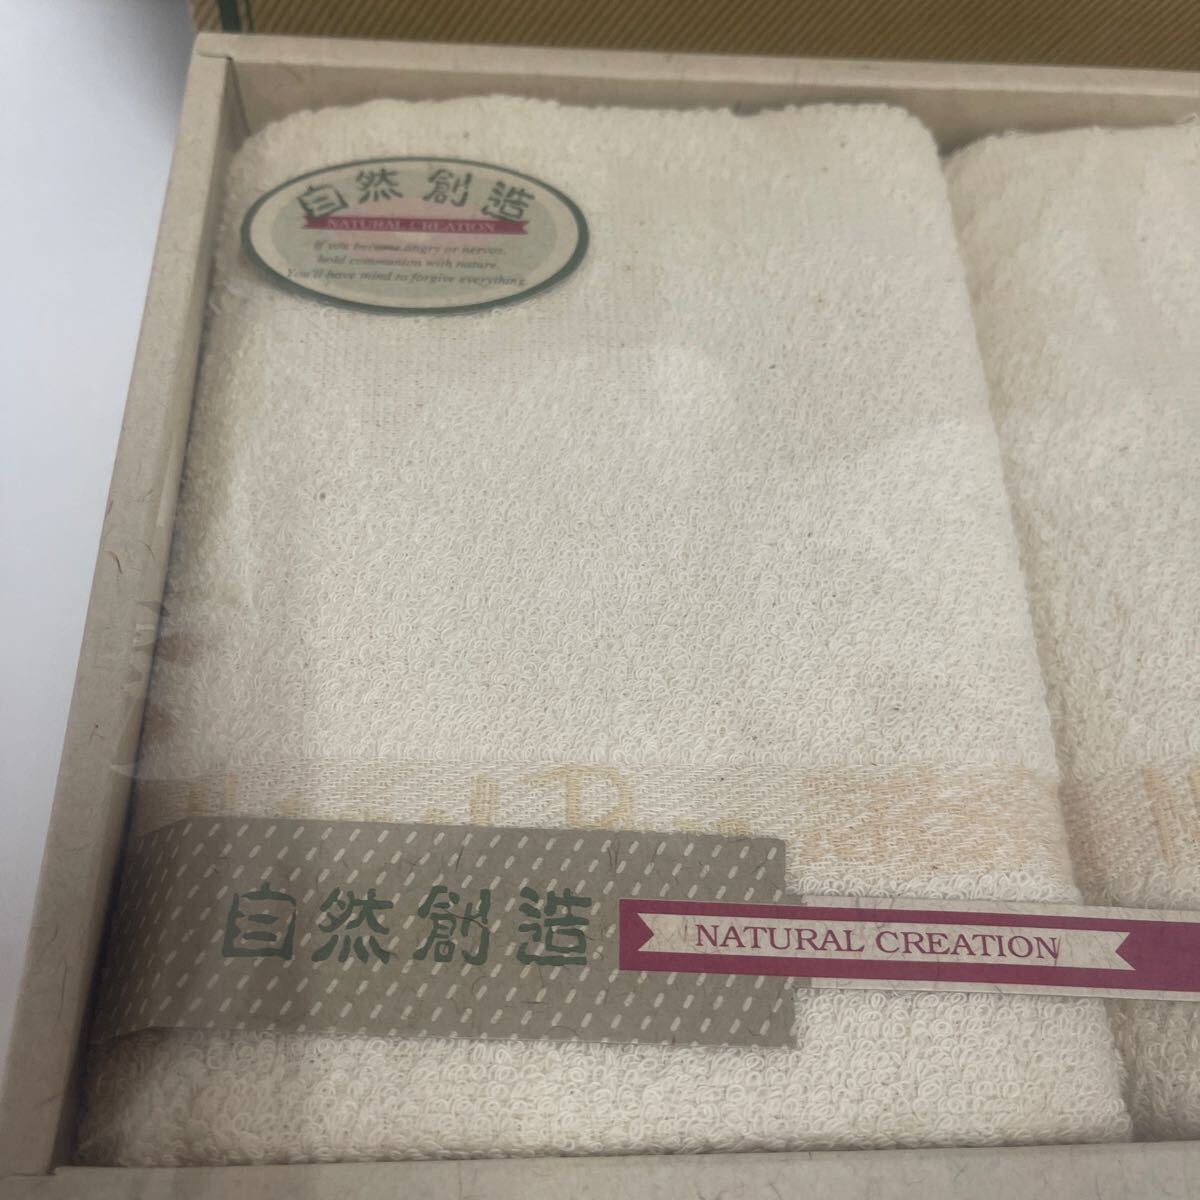 自然創造
NATURAL CREATION
If you become angry or nerves,
hold communion with nature.
You'll have mind to forgive everything.
自然創造
NATURAL CREATION